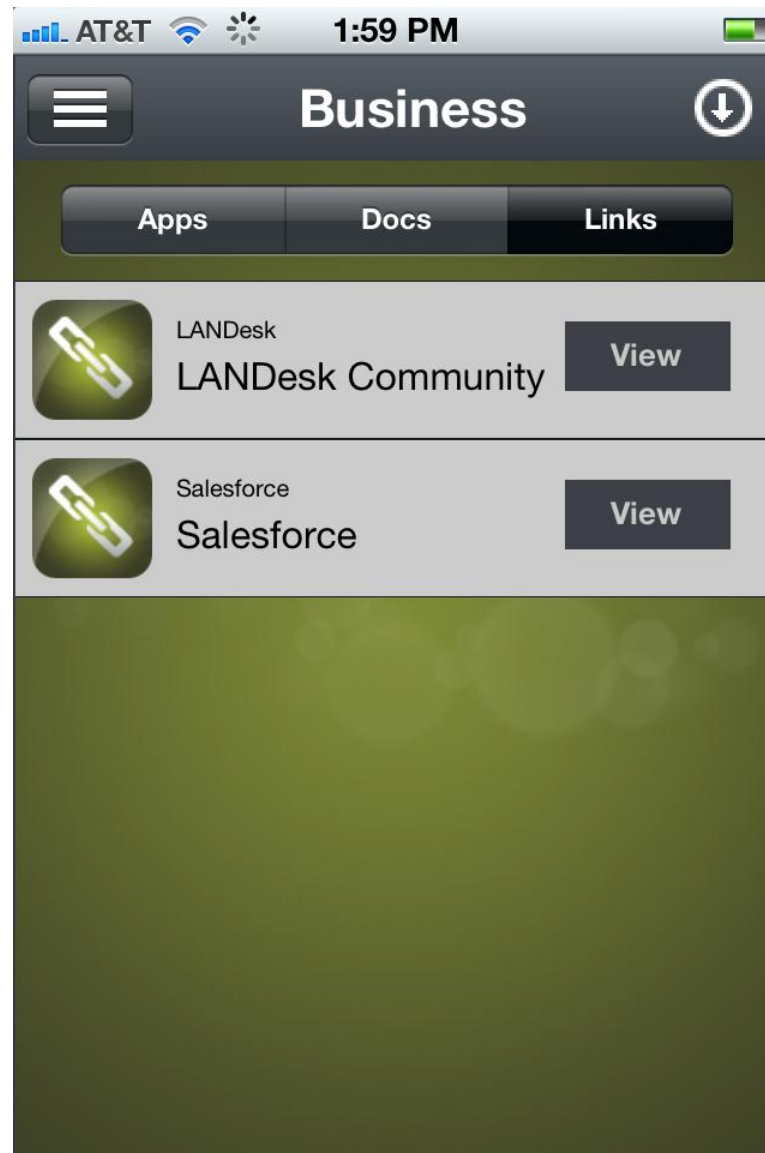 AT&T 1:59 PM
Business
Apps Docs Links
LANDesk
LANDesk Community View
Salesforce
Salesforce View